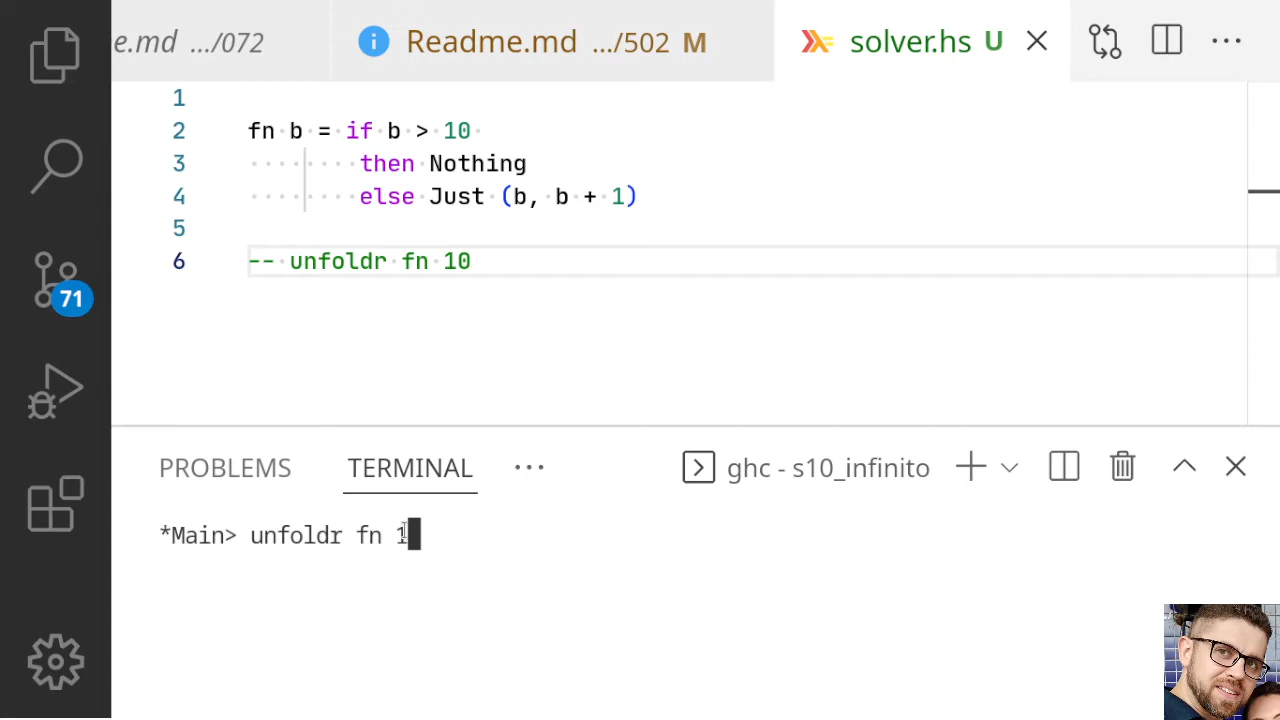 e.md .../072
Readme.md .../502 M
solver.hs U
1
2 fn b = if b > 10
3 then Nothing
4 else Just (b, b + 1)
5
6 -- unfoldr fn 10
71
PROBLEMS TERMINAL ... ghc - s10_infinito
*Main> unfoldr fn 1